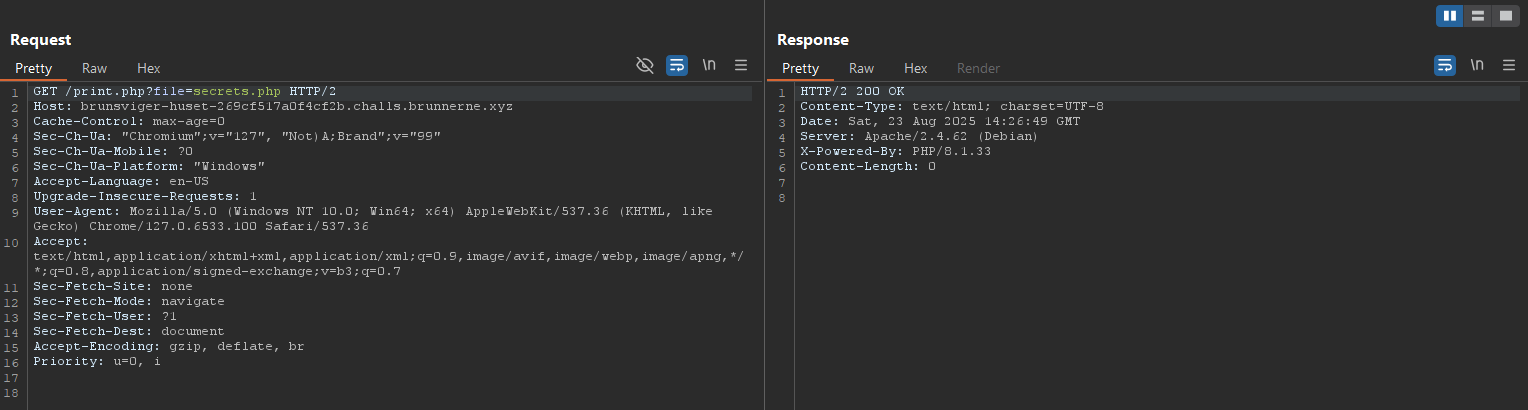 Request
Pretty Raw Hex \n
1 GET /print.php?file=secrets.php HTTP/2
2 Host: brunsviger-huset-269cf517a0f4cf2b.challs.brunnerne.xyz
3 Cache-Control: max-age=0
4 Sec-Ch-Ua: "Chromium";v="127", "Not)A;Brand";v="99"
5 Sec-Ch-Ua-Mobile: ?0
6 Sec-Ch-Ua-Platform: "Windows"
7 Accept-Language: en-US
8 Upgrade-Insecure-Requests: 1
9 User-Agent: Mozilla/5.0 (Windows NT 10.0; Win64; x64) AppleWebKit/537.36 (KHTML, like
Gecko) Chrome/127.0.6533.100 Safari/537.36
10 Accept:
text/html,application/xhtml+xml,application/xml;q=0.9,image/avif,image/webp,image/apng,*/
*;q=0.8,application/signed-exchange;v=b3;q=0.7
11 Sec-Fetch-Site: none
12 Sec-Fetch-Mode: navigate
13 Sec-Fetch-User: ?1
14 Sec-Fetch-Dest: document
15 Accept-Encoding: gzip, deflate, br
16 Priority: u=0, i
17
18
Response
Pretty Raw Hex Render \n
1 HTTP/2 200 OK
2 Content-Type: text/html; charset=UTF-8
3 Date: Sat, 23 Aug 2025 14:26:49 GMT
4 Server: Apache/2.4.62 (Debian)
5 X-Powered-By: PHP/8.1.33
6 Content-Length: 0
7
8